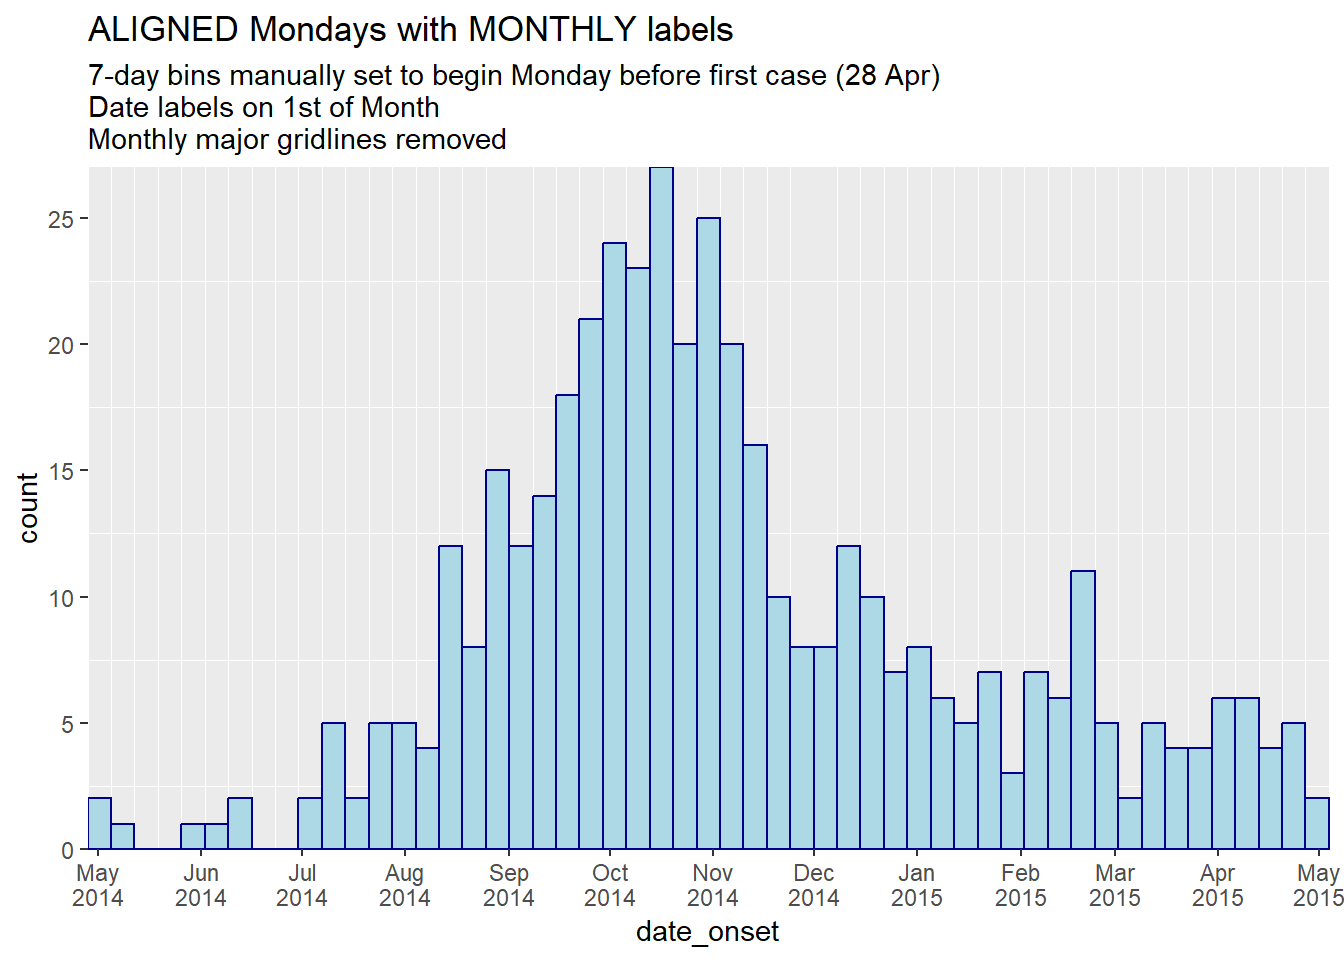 ALIGNED Mondays with MONTHLY labels
7-day bins manually set to begin Monday before first case (28 Apr)
Date labels on 1st of Month
Monthly major gridlines removed
25
20
15
10
5
0
count
May Jun Jul Aug Sep Oct Nov Dec Jan Feb Mar Apr May
2014 2014 2014 2014 2014 2014 2014 2014 2015 2015 2015 2015 2015
date_onset